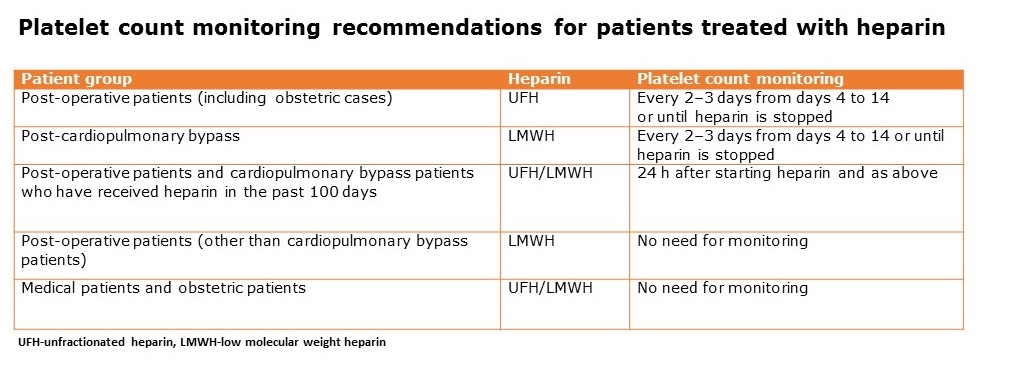 Platelet count monitoring recommendations for patients treated with heparin
Patient group Heparin Platelet count monitoring
Post-operative patients (including obstetric cases) UFH Every 2–3 days from days 4 to 14
or until heparin is stopped
Post-cardiopulmonary bypass LMWH Every 2–3 days from days 4 to 14 or until
heparin is stopped
Post-operative patients and cardiopulmonary bypass patients UFH/LMWH 24 h after starting heparin and as above
who have received heparin in the past 100 days
Post-operative patients (other than cardiopulmonary bypass LMWH No need for monitoring
patients)
Medical patients and obstetric patients UFH/LMWH No need for monitoring
UFH-unfractionated heparin, LMWH-low molecular weight heparin